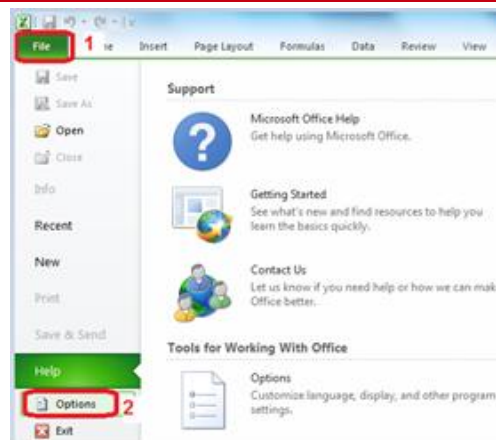 File 1 Insert Page Layout Formulas Data Review View
Save
Save As
Open
Close
Info
Recent
New
Print
Save & Send
Help
Options 2
Exit
Support
Microsoft Office Help
Get help using Microsoft Office.
Getting Started
See what's new and find resources to help you
learn the basics quickly.
Contact Us
Let us know if you need help or how we can mak
Office better.
Tools for Working With Office
Options
Customize language, display, and other program
settings.